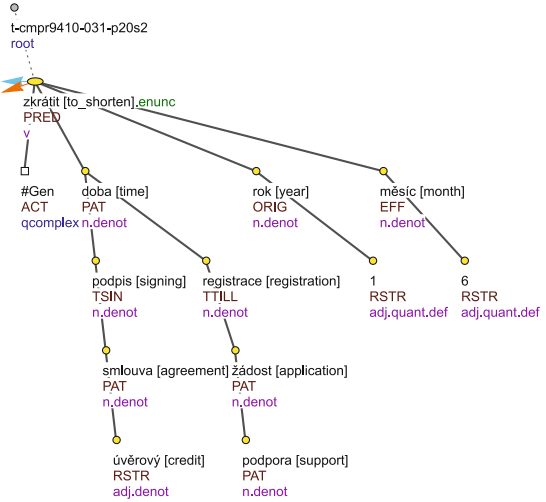 t-cmpr9410-031-p20s2
root
zkrátit [to_shorten].enunc
PRED
v
#Gen doba [time] rok [year] měsíc [month]
ACT PAT ORIG EFF
qcomplex n.denot n.denot n.denot
podpis [signing] registrace [registration] 1 6
TSIN TTILL RSTR RSTR
n.denot n.denot adj.quant.def adj.quant.def
smlouva [agreement] žádost [application]
PAT PAT
n.denot n.denot
úvěrový [credit] podpora [support]
RSTR PAT
adj.denot n.denot